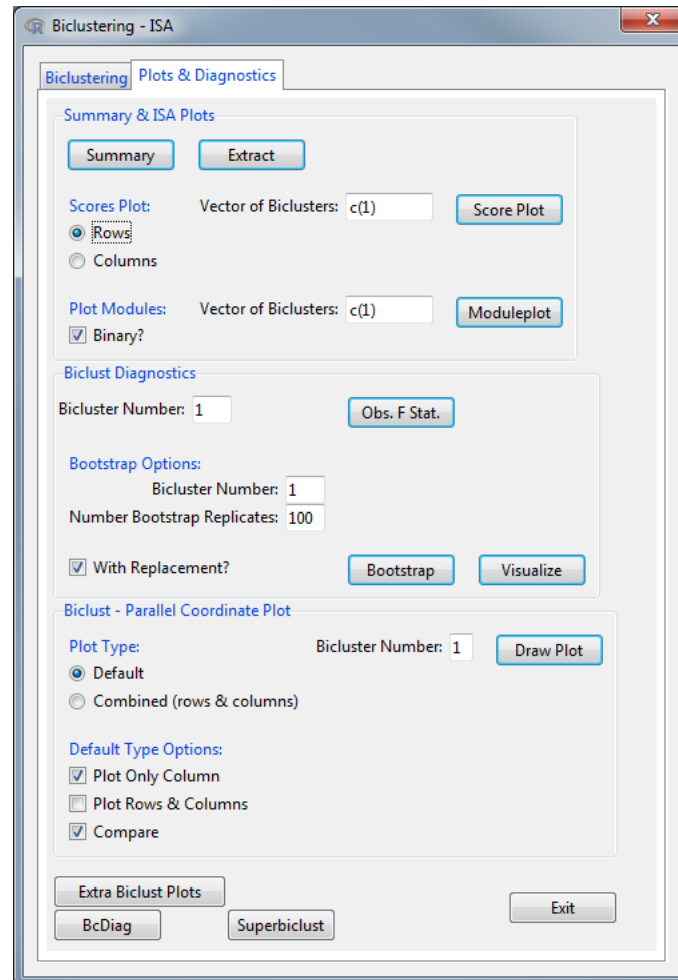 Biclustering - ISA
Biclustering Plots & Diagnostics
Summary & ISA Plots
Summary Extract
Scores Plot: Vector of Biclusters: c(1) Score Plot
Rows
Columns
Plot Modules: Vector of Biclusters: c(1) Moduleplot
Binary?
Biclust Diagnostics
Bicluster Number: 1 Obs. F Stat.
Bootstrap Options:
Bicluster Number: 1
Number Bootstrap Replicates: 100
With Replacement? Bootstrap Visualize
Biclust - Parallel Coordinate Plot
Plot Type: Bicluster Number: 1 Draw Plot
Default
Combined (rows & columns)
Default Type Options:
Plot Only Column
Plot Rows & Columns
Compare
Extra Biclust Plots
Exit
BcDiag Superbiclust